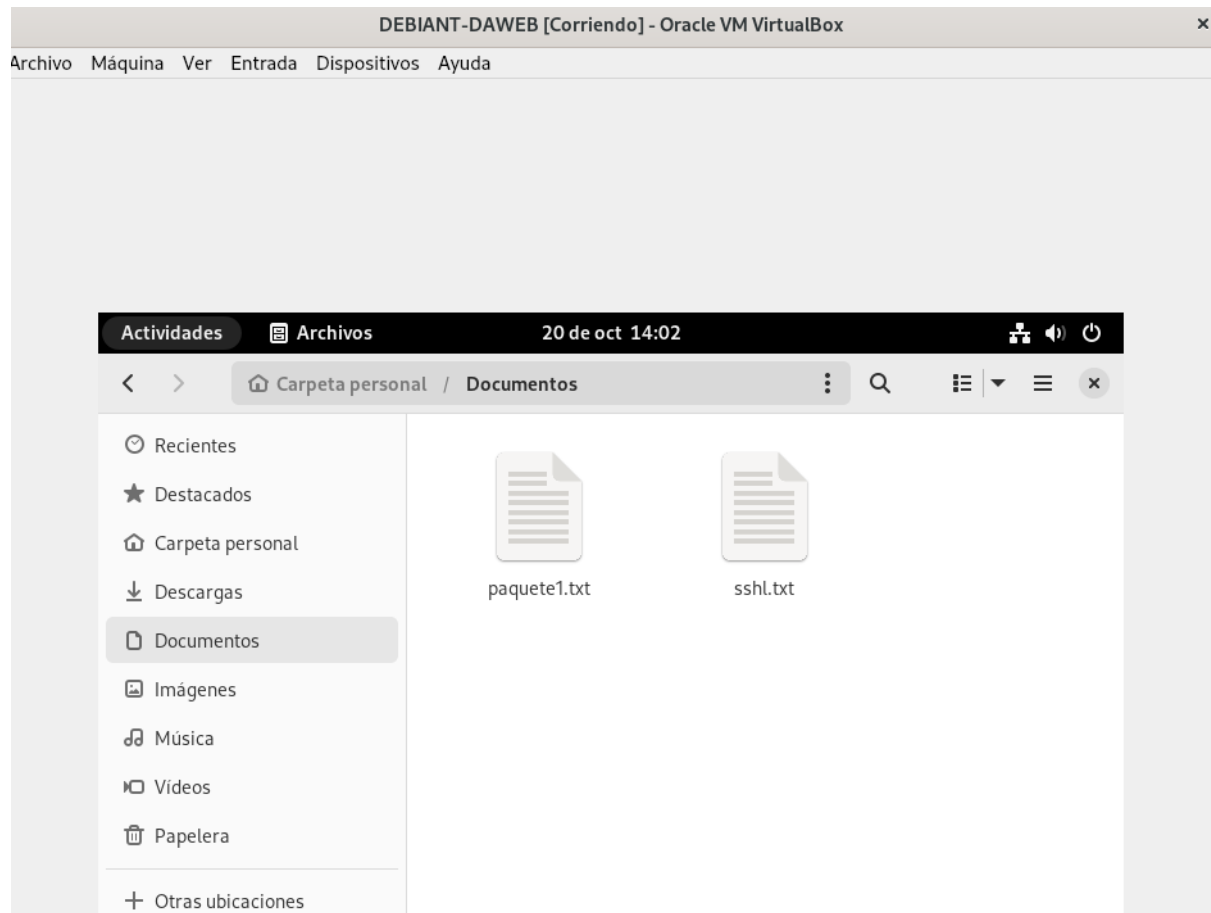 DEBIANT-DAWEB [Corriendo] - Oracle VM VirtualBox
Archivo Máquina Ver Entrada Dispositivos Ayuda
Actividades Archivos 20 de oct 14:02
Carpeta personal / Documentos
Recientes
Destacados
Carpeta personal
Descargas
Documentos
Imágenes
Música
Vídeos
Papelera
Otras ubicaciones
paquete1.txt sshl.txt